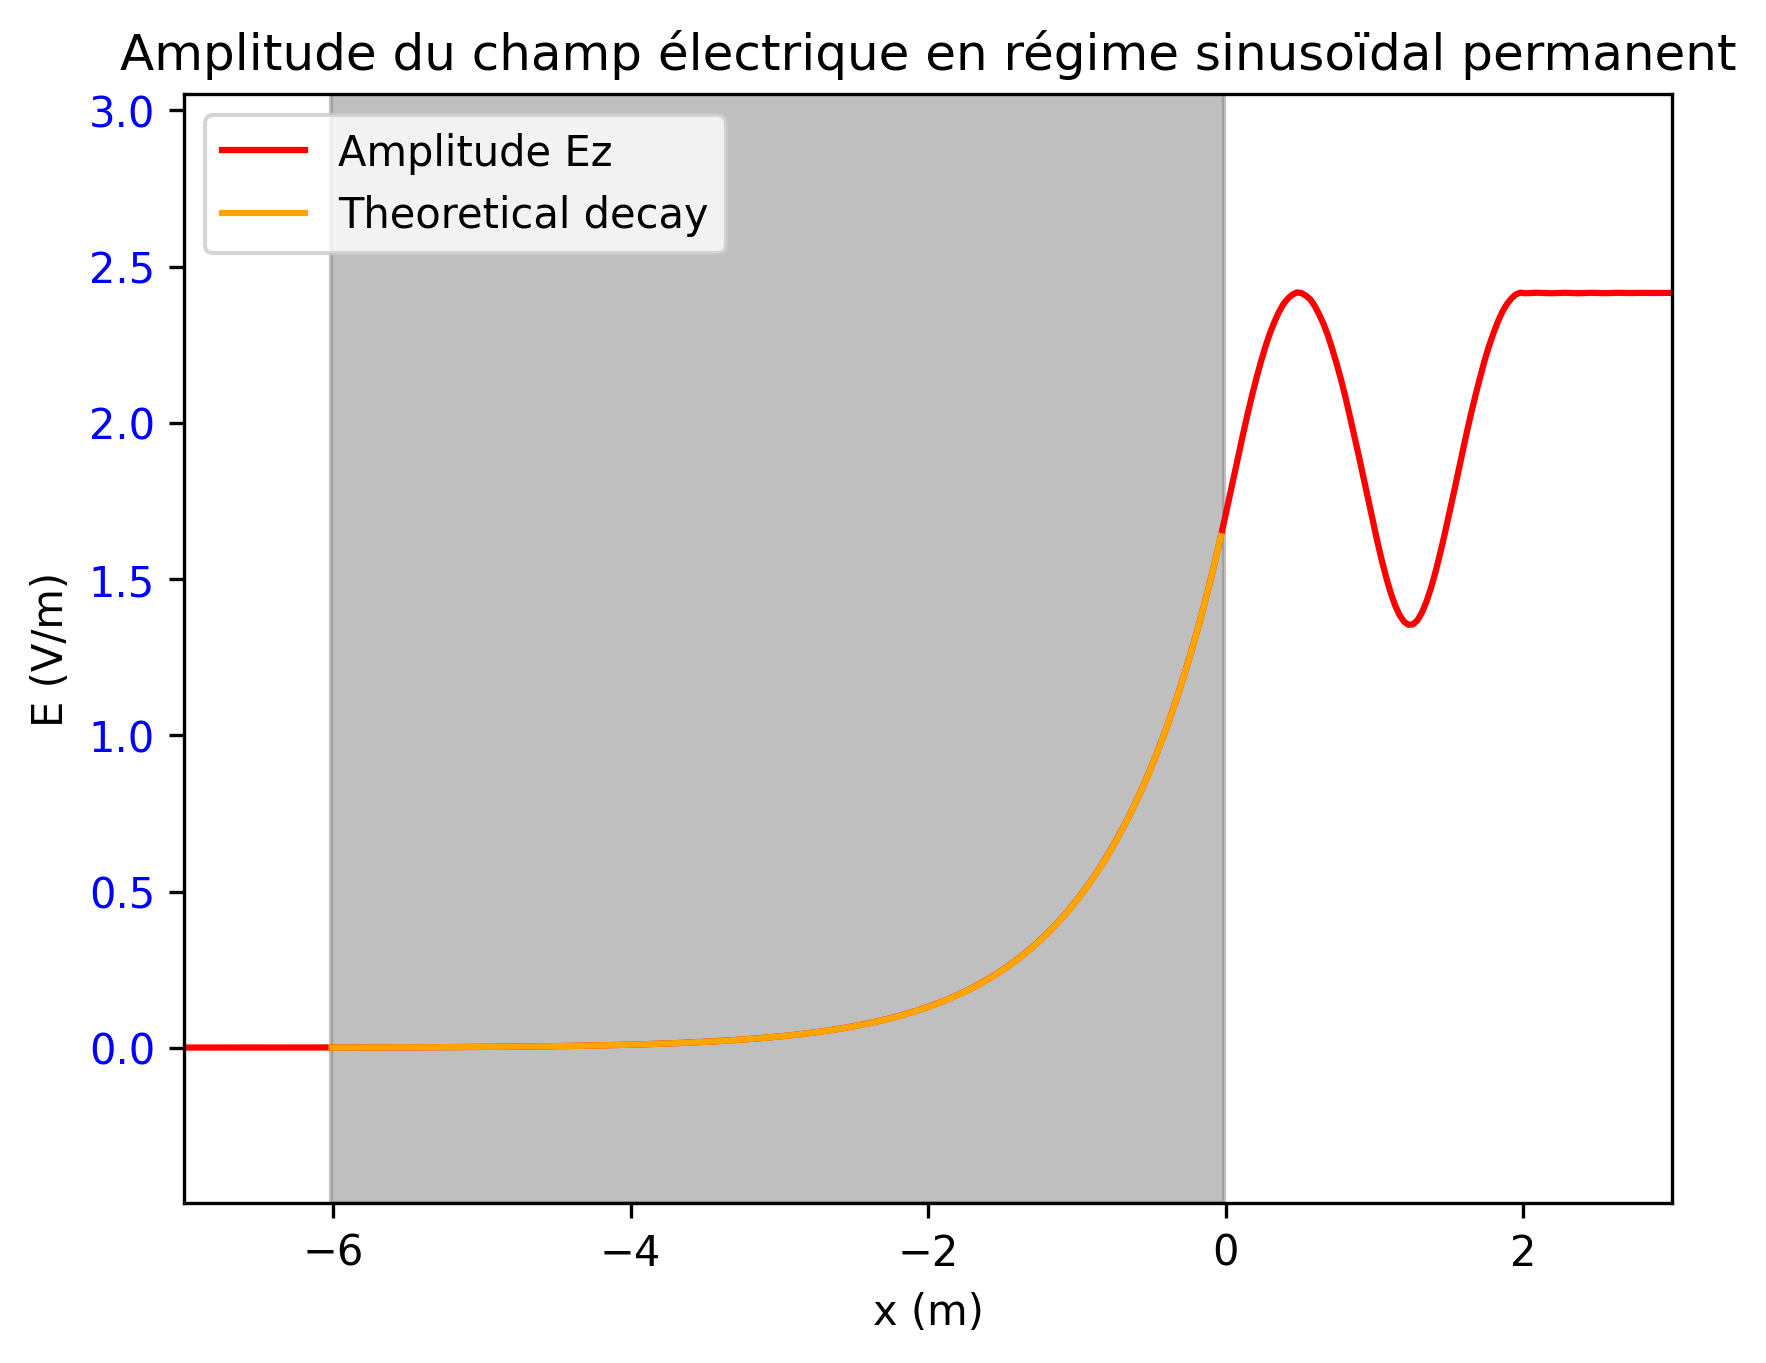 Amplitude du champ électrique en régime sinusoïdal permanent
Amplitude Ez
Theoretical decay
3.0
2.5
2.0
1.5
1.0
0.5
0.0
E (V/m)
−6
−4
−2
0
2
x (m)